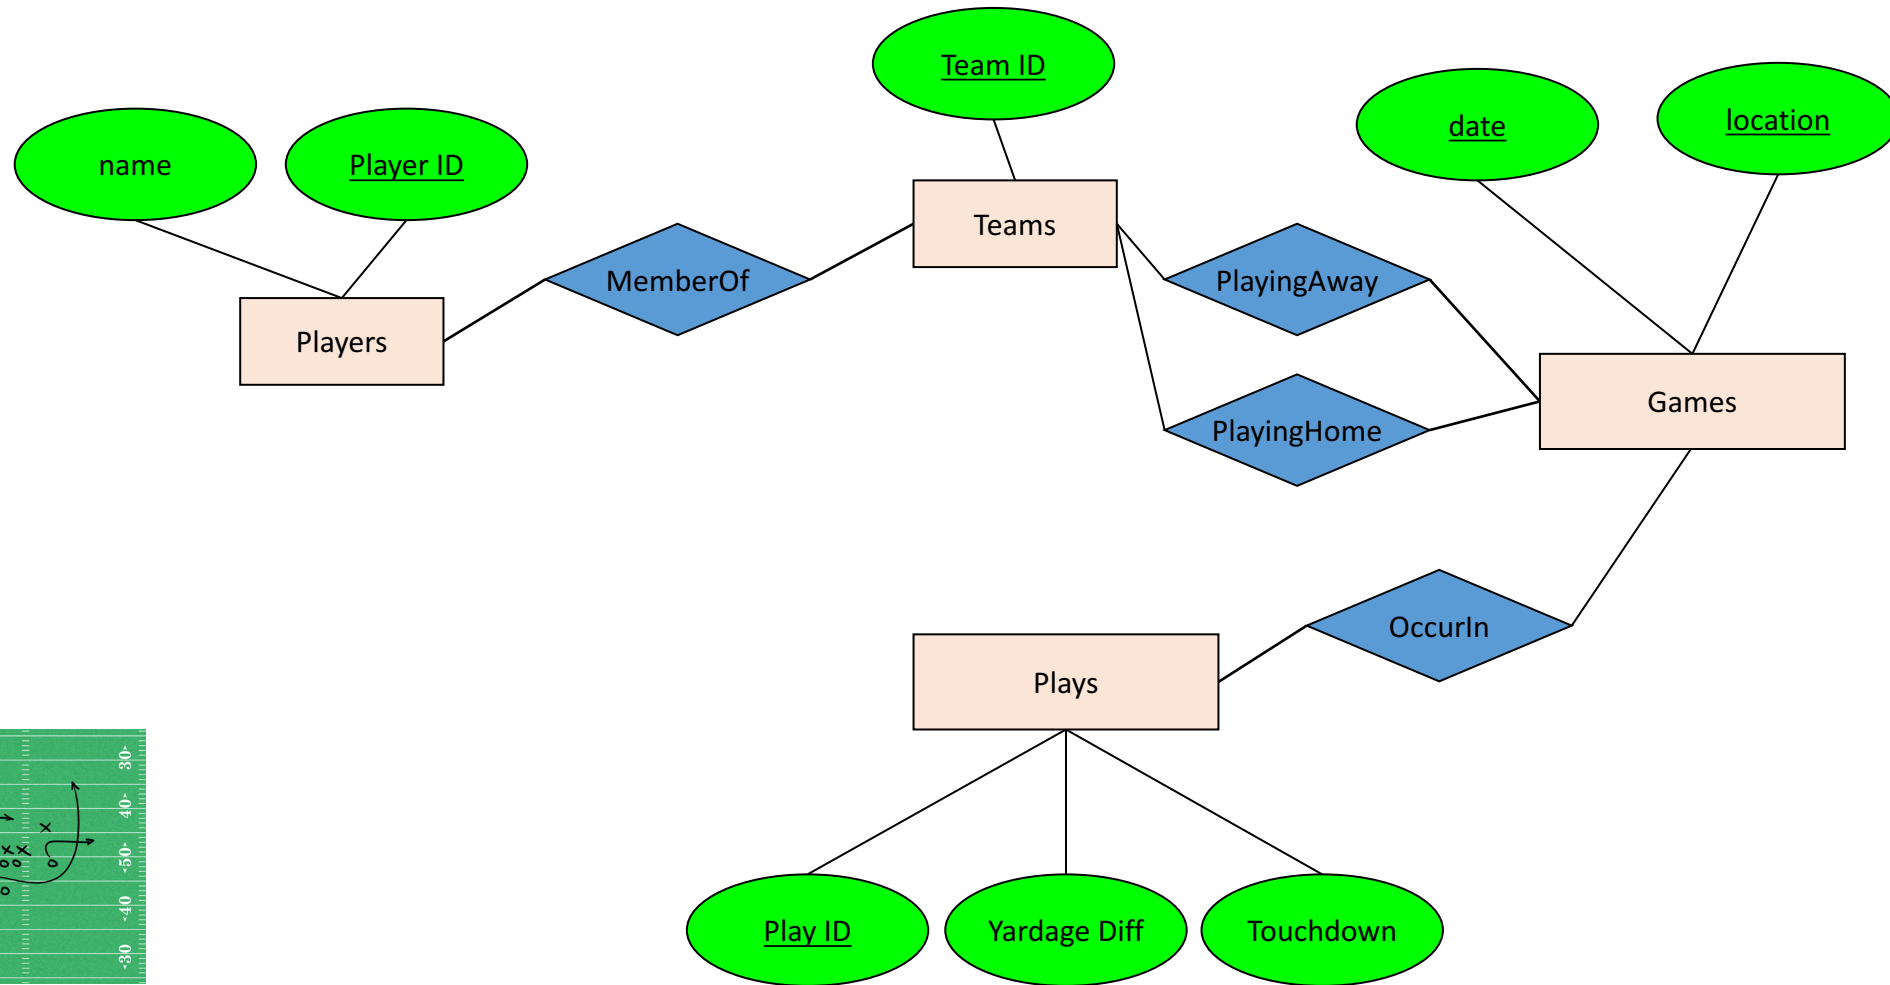 Team ID
date
location
name
Player ID
Teams
MemberOf
PlayingAway
Players
Games
PlayingHome
OccurIn
Plays
Play ID
Yardage Diff
Touchdown
30
40
50
40
30